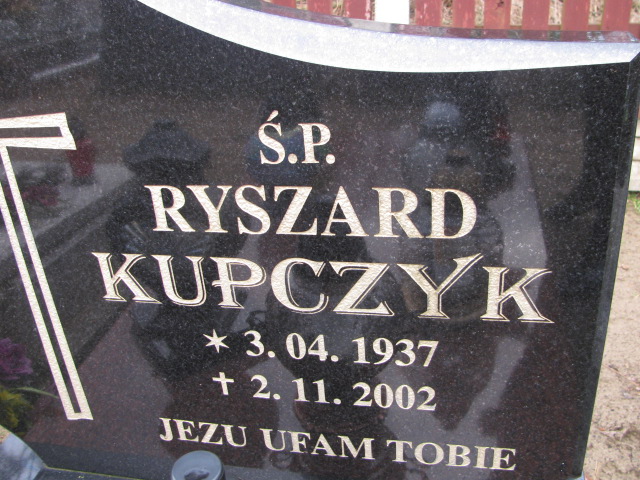 Ś.P.
RYSZARD
KUPCZYK
✶ 3. 04. 1937
✝ 2. 11. 2002
JEZU UFAM TOBIE